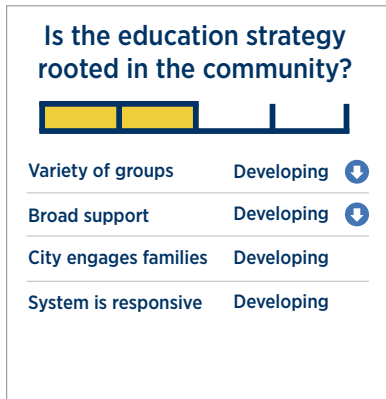 Is the education strategy
rooted in the community?
Variety of groups Developing
Broad support Developing
City engages families Developing
System is responsive Developing